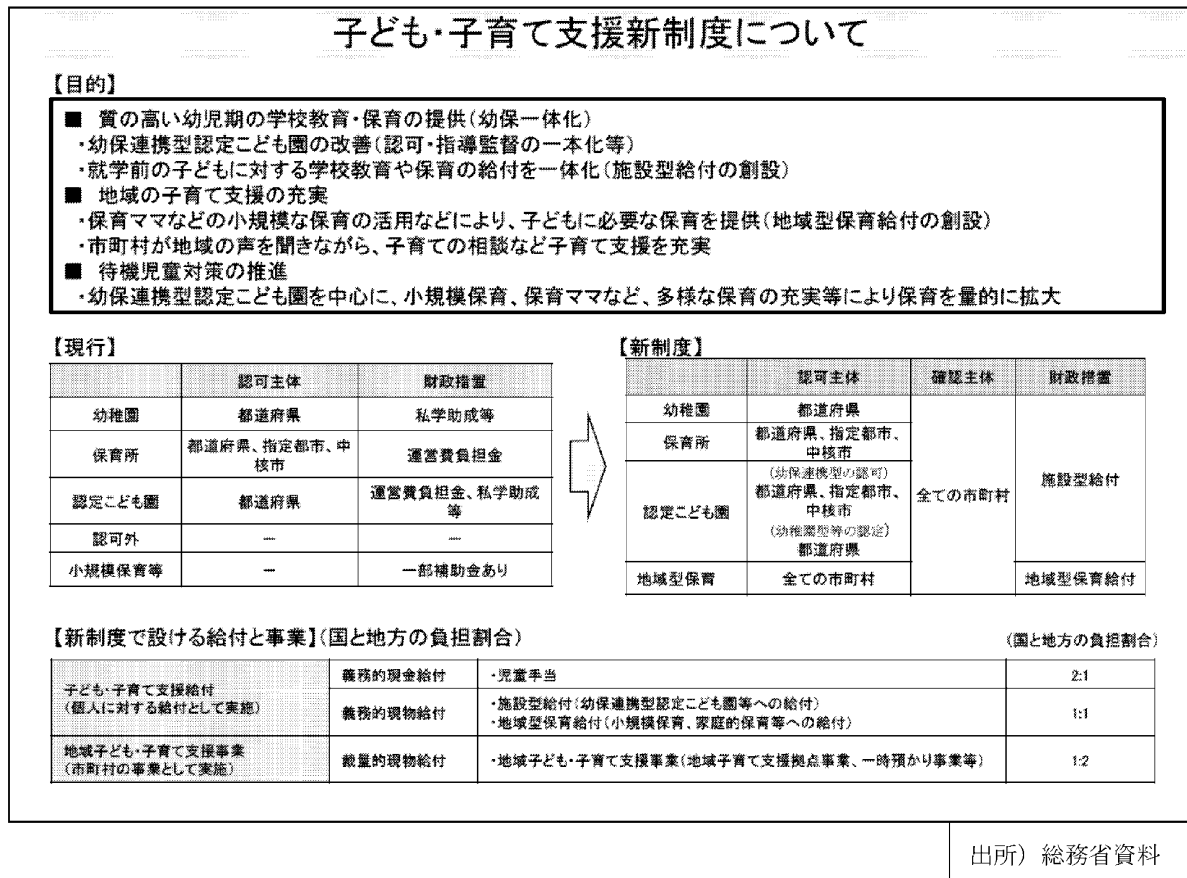 子ども・子育て支援新制度について
【目的】
■ 質の高い幼児期の学校教育・保育の提供(幼保一体化)
・幼保連携型認定こども園の改善(認可・指導監督の一本化等)
・就学前の子どもに対する学校教育や保育の給付を一体化(施設型給付の創設)
■ 地域の子育て支援の充実
・保育ママなどの小規模な保育の活用などにより、子どもに必要な保育を提供(地域型保育給付の創設)
・市町村が地域の声を聞きながら、子育ての相談など子育て支援を充実
■ 待機児童対策の推進
・幼保連携型認定こども園を中心に、小規模保育、保育ママなど、多様な保育の充実等により保育を量的に拡大
【現行】
認可主体 財政措置
幼稚園 都道府県 私学助成等
保育所 都道府県、指定都市、中
核市 運営費負担金
認定こども園 都道府県 運営費負担金、私学助成
等
認可外 ― ―
小規模保育等 ― 一部補助金あり
【新制度】
認可主体 確認主体 財政措置
幼稚園 都道府県
保育所 都道府県、指定都市、
中核市
認定こども園 (幼保連携型の認可)
都道府県、指定都市、
中核市
(幼稚園型等の認定)
都道府県
全ての市町村 施設型給付
地域型保育 全ての市町村 地域型保育給付
【新制度で設ける給付と事業】(国と地方の負担割合)
(国と地方の負担割合)
子ども・子育て支援給付
(個人に対する給付として実施)
義務的現金給付 ・児童手当 2:1
義務的現物給付 ・施設型給付(幼保連携型認定こども園等への給付)
・地域型保育給付(小規模保育、家庭的保育等への給付) 1:1
地域子ども・子育て支援事業
(市町村の事業として実施)
裁量的現物給付 ・地域子ども・子育て支援事業(地域子育て支援拠点事業、一時預かり事業等) 1:2
出所）総務省資料